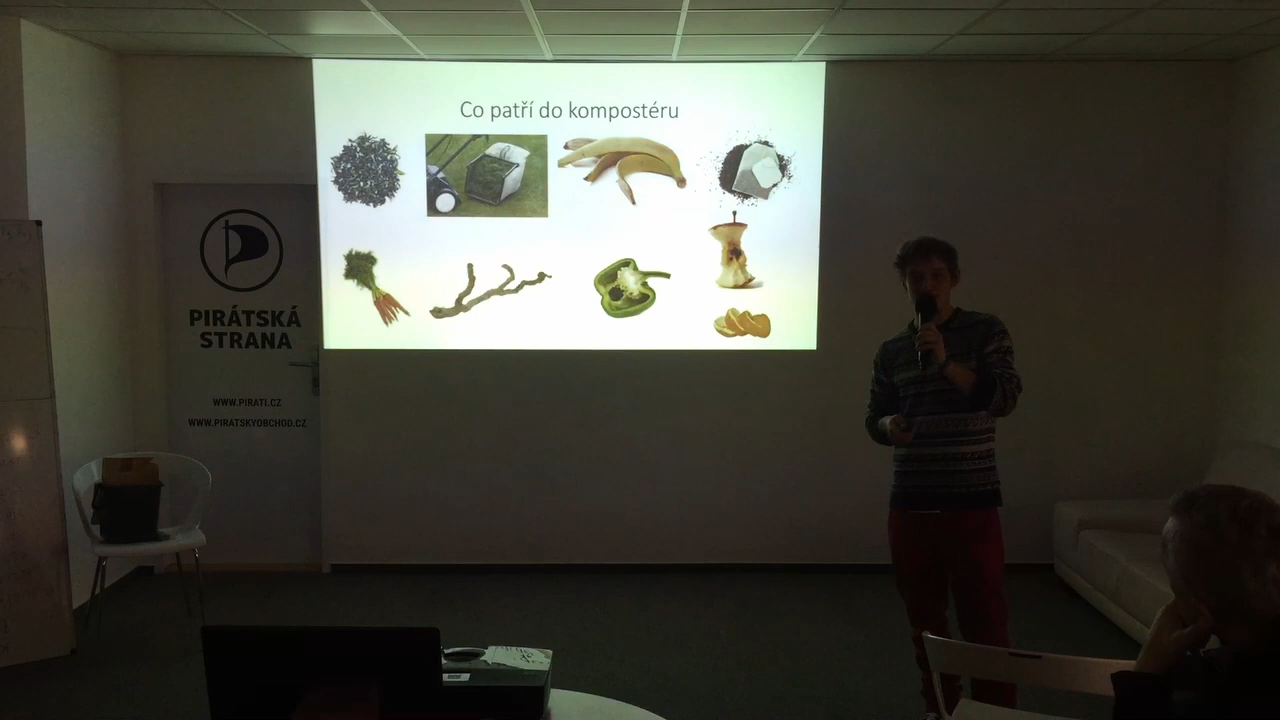 Co patří do kompostéru
PIRÁTSKÁ
STRANA
WWW.PIRATI.CZ
WWW.PIRATSKYOBCHOD.CZ